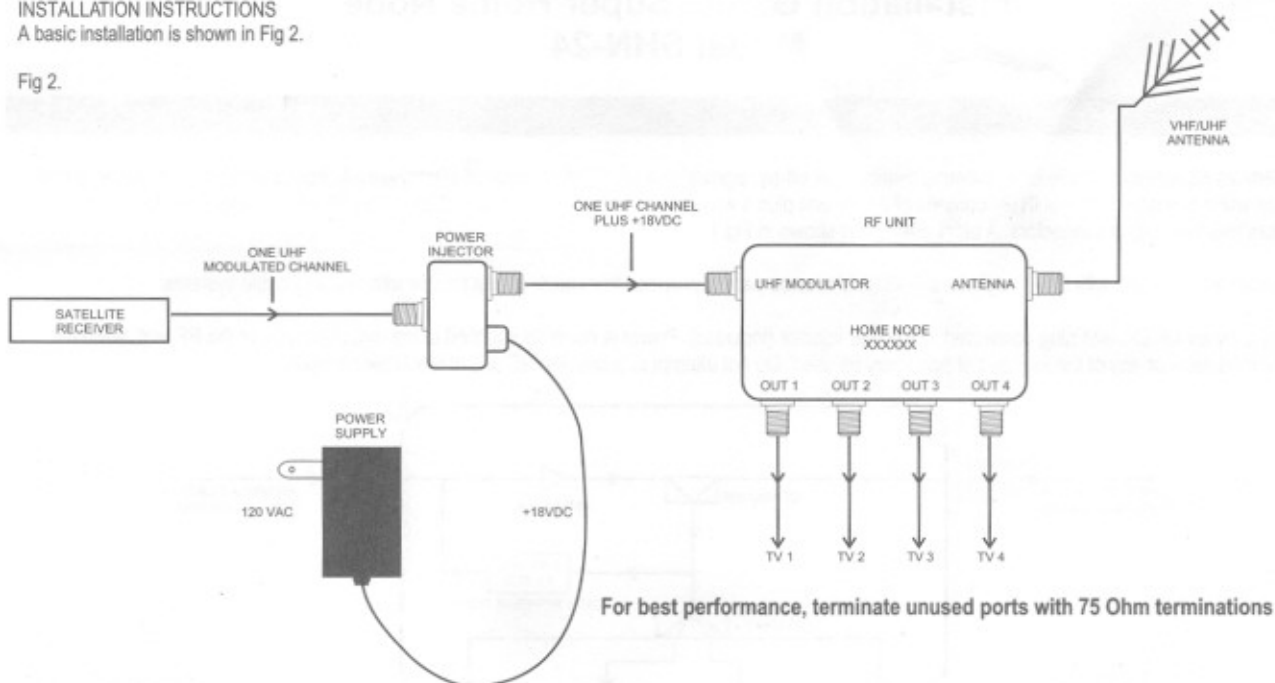 INSTALLATION INSTRUCTIONS
A basic installation is shown in Fig 2.
Fig 2.
VHF/UHF
ANTENNA
ONE UHF CHANNEL
PLUS +18VDC
RF UNIT
POWER
INJECTOR
ONE UHF
MODULATED CHANNEL
UHF MODULATOR
ANTENNA
SATELLITE
RECEIVER
HOME NODE
XXXXXX
OUT 1
OUT 2
OUT 3
OUT 4
POWER
SUPPLY
120 VAC
+18VDC
TV 1
TV 2
TV 3
TV 4
For best performance, terminate unused ports with 75 Ohm terminations